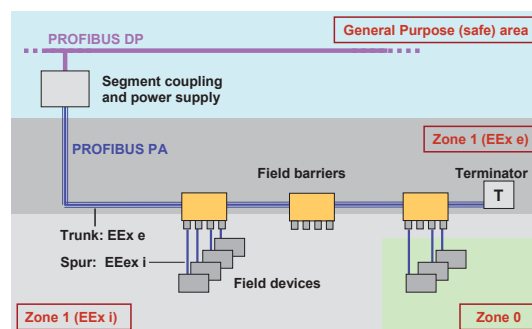 PROFIBUS DP
General Purpose (safe) area
Segment coupling
and power supply
PROFIBUS PA
Zone 1 (EEx e)
Field barriers
Terminator
T
Trunk: EEx e
Spur: EEex i
Field devices
Zone 1 (EEx i)
Zone 0